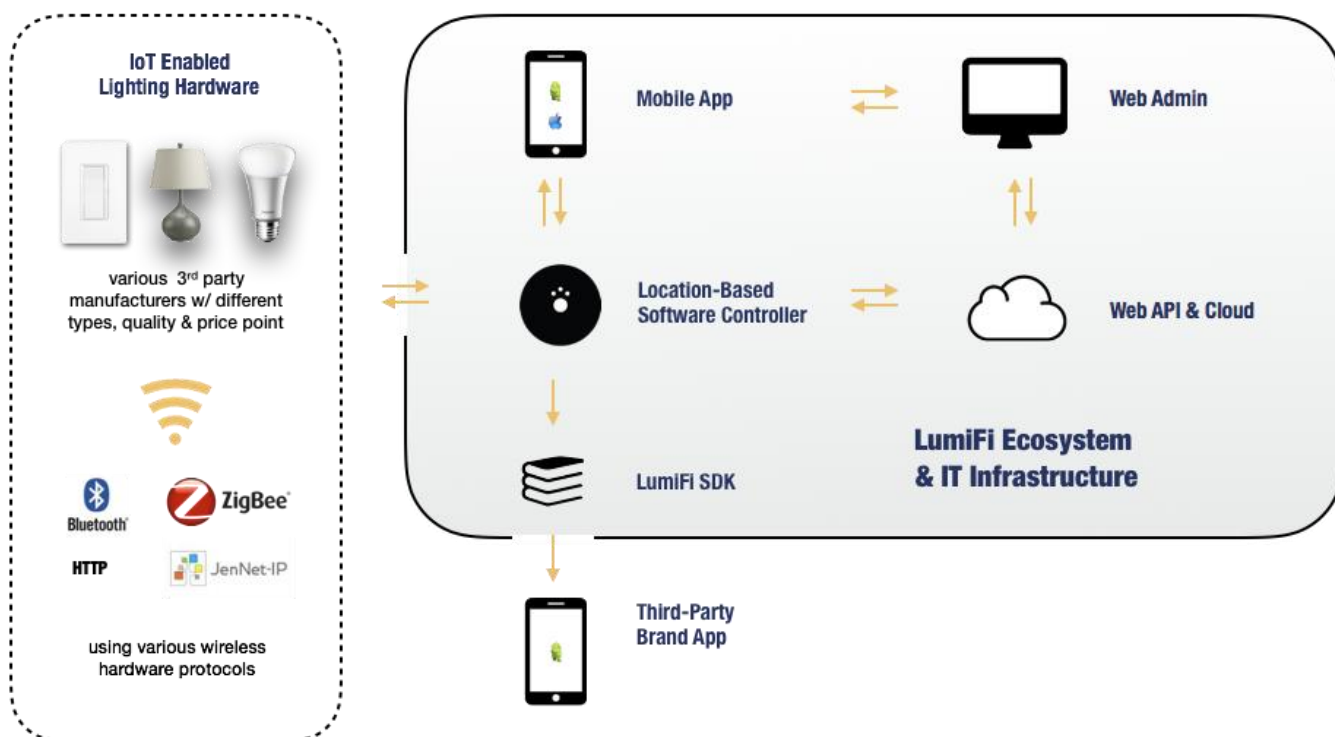 IoT Enabled
Lighting Hardware
various 3rd party
manufacturers w/ different
types, quality & price point
Bluetooth®
ZigBee®
HTTP
JenNet-IP
using various wireless
hardware protocols
Mobile App
Web Admin
Location-Based
Software Controller
Web API & Cloud
LumiFi SDK
LumiFi Ecosystem
& IT Infrastructure
Third-Party
Brand App